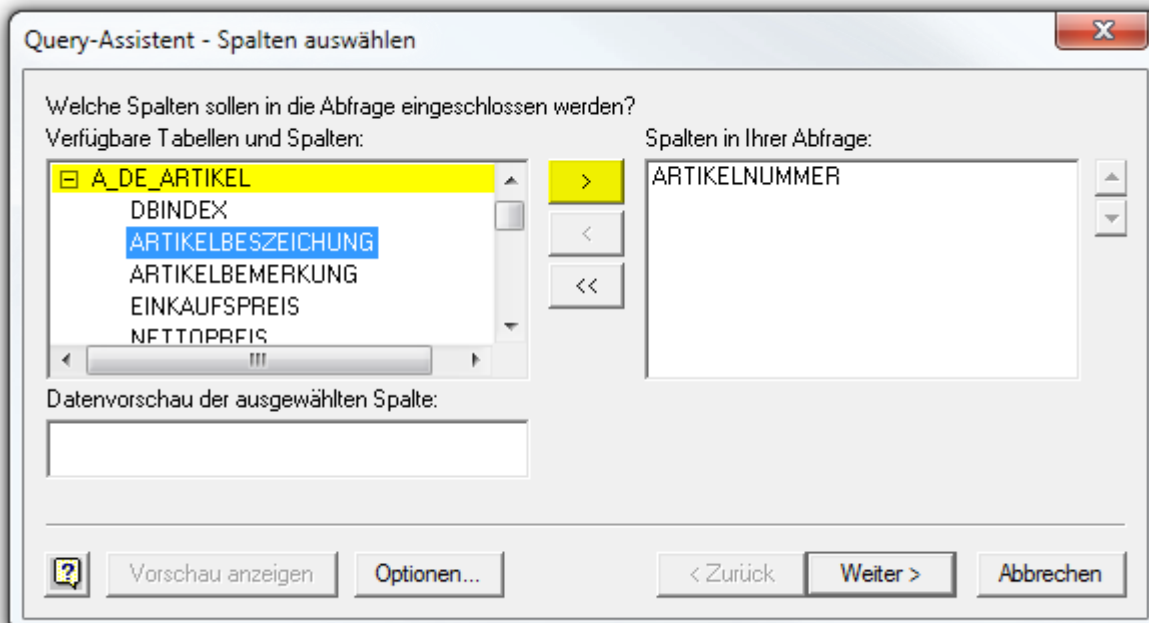 Query-Assistent - Spalten auswählen
x
Welche Spalten sollen in die Abfrage eingeschlossen werden?
Verfügbare Tabellen und Spalten:
A_DE_ARTIKEL
DBINDEX
ARTIKELBESZEICHUNG
ARTIKELBEMERKUNG
EINKAUFSPREIS
NETTOPREIS
>
<
<<
Spalten in Ihrer Abfrage:
ARTIKELNUMMER
Datenvorschau der ausgewählten Spalte:
? Vorschau anzeigen Optionen... < Zurück Weiter > Abbrechen